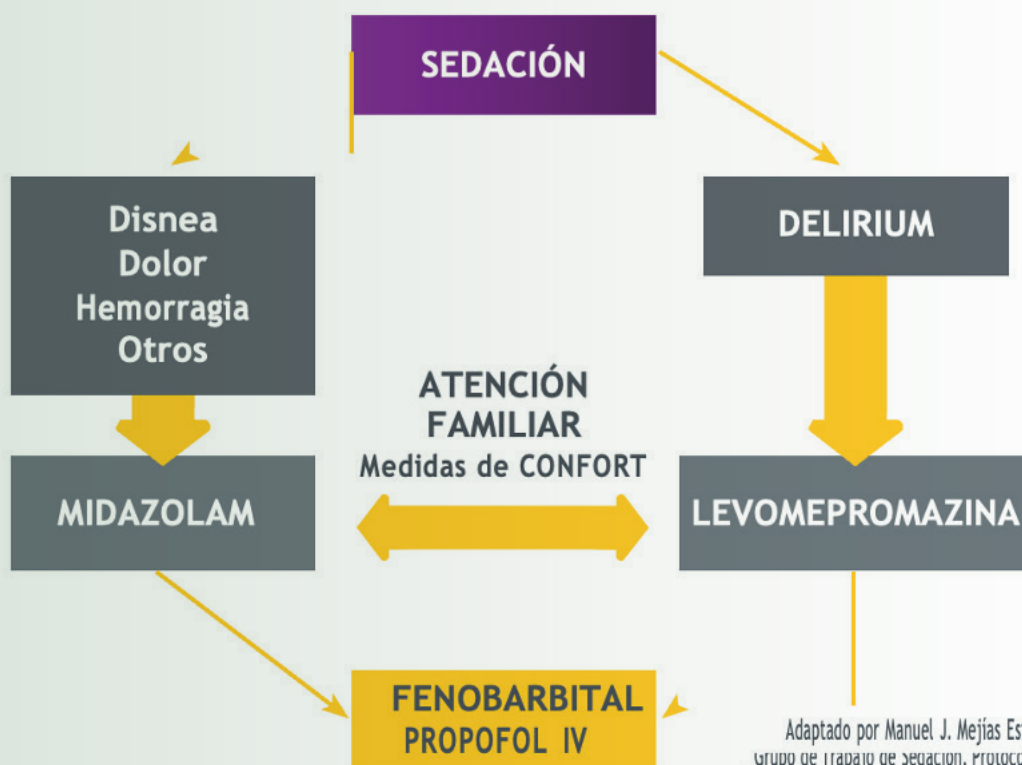 SEDACIÓN
Disnea
Dolor
Hemorragia
Otros
DELIRIUM
ATENCIÓN
FAMILIAR
Medidas de CONFORT
MIDAZOLAM
LEVOMEPROMAZINA
FENOBARBITAL
PROPOFOL IV
Adaptado por Manuel J. Mejías
Grupo de Trabajo de Sedación.